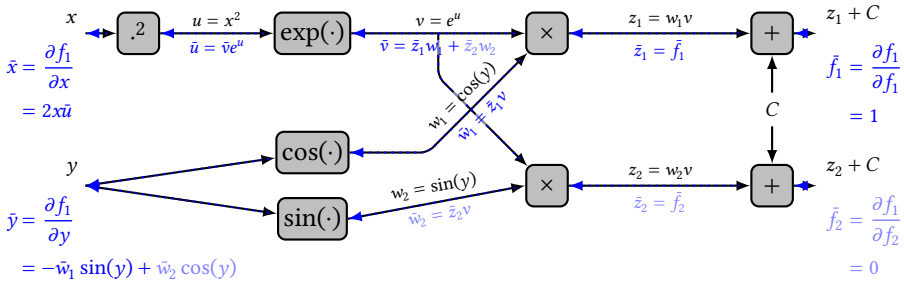 x
.²
u = x²
ū = v̄eᵘ
exp(·)
v = eᵘ
v̄ = z̄₁w₁ + z̄₂w₂
×
z₁ = w₁v
z̄₁ = f̄₁
+
z₁ + C
x̄ = ∂f₁/∂x
= 2xū
f̄₁ = ∂f₁/∂f₁
= 1
w₁ = cos(y)
w̄₁ = z̄₁v
C
cos(·)
y
sin(·)
w₂ = sin(y)
w̄₂ = z̄₂v
×
z₂ = w₂v
z̄₂ = f̄₂
+
z₂ + C
ȳ = ∂f₁/∂y
= −w̄₁ sin(y) + w̄₂ cos(y)
f̄₂ = ∂f₁/∂f₂
= 0